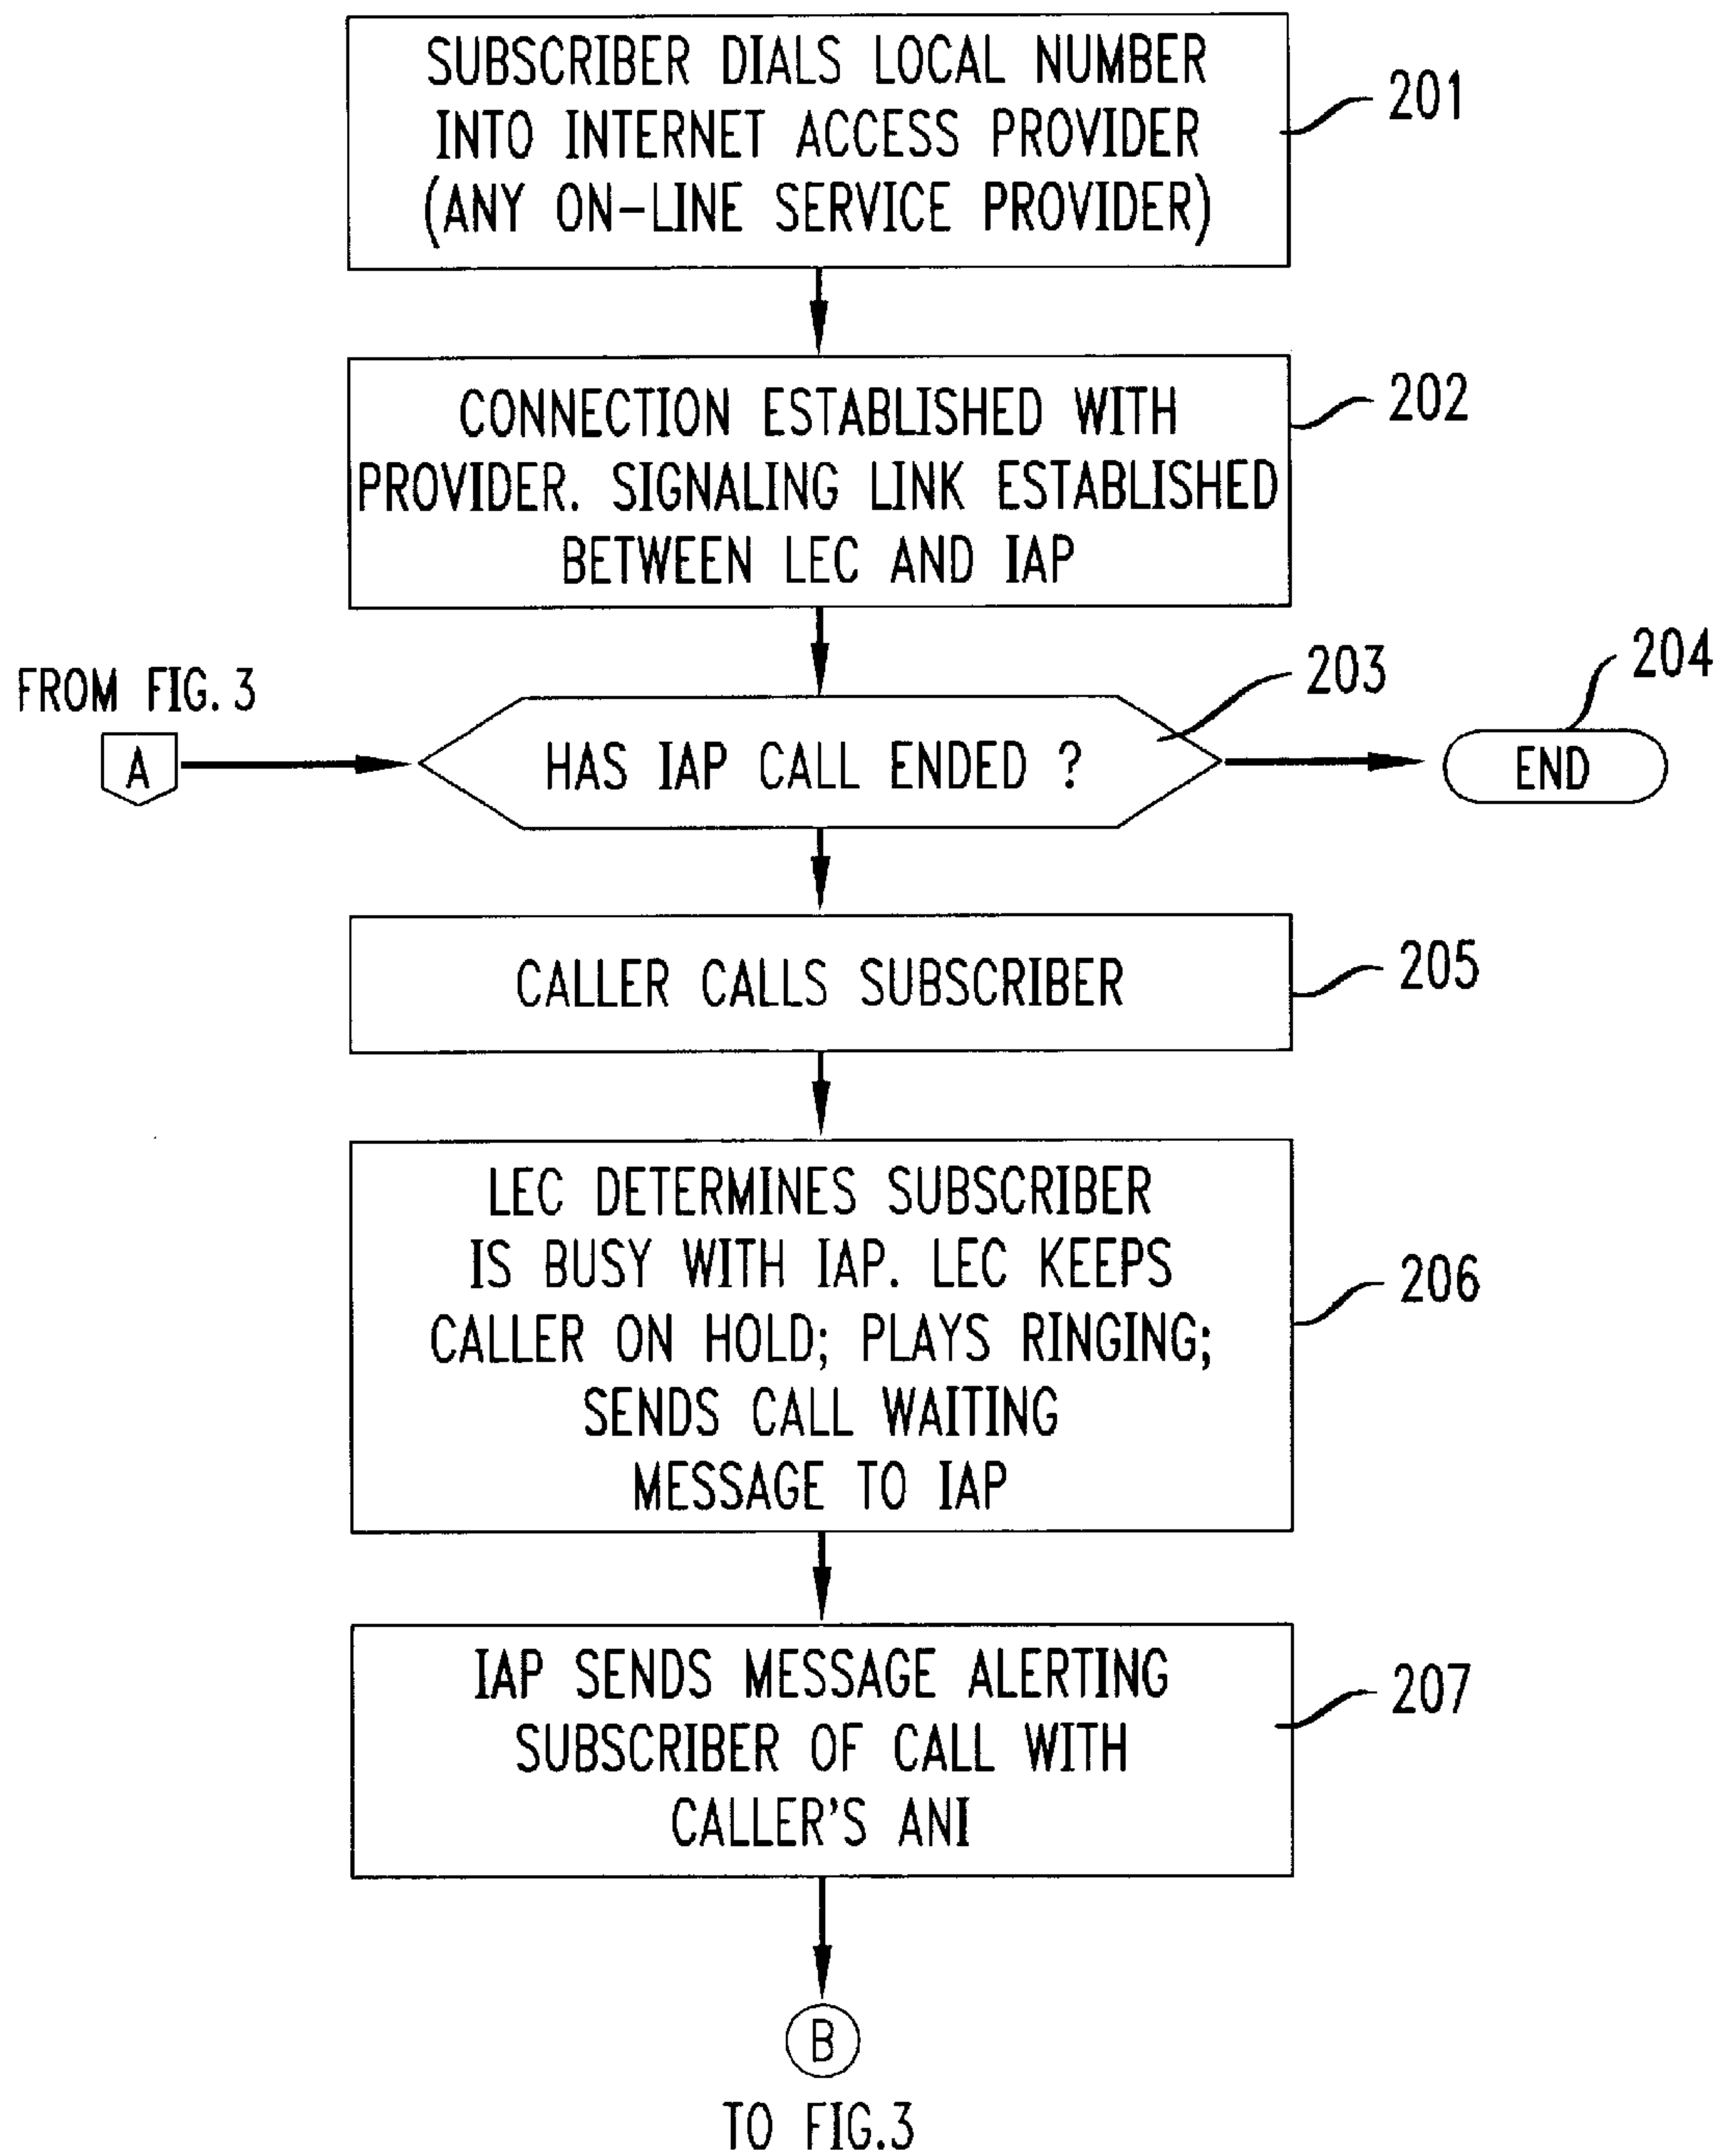 SUBSCRIBER DIALS LOCAL NUMBER
INTO INTERNET ACCESS PROVIDER
(ANY ON-LINE SERVICE PROVIDER)
201
CONNECTION ESTABLISHED WITH
PROVIDER. SIGNALING LINK ESTABLISHED
BETWEEN LEC AND IAP
202
FROM FIG. 3
A
HAS IAP CALL ENDED ?
203
204
END
CALLER CALLS SUBSCRIBER
205
LEC DETERMINES SUBSCRIBER
IS BUSY WITH IAP. LEC KEEPS
CALLER ON HOLD; PLAYS RINGING;
SENDS CALL WAITING
MESSAGE TO IAP
206
IAP SENDS MESSAGE ALERTING
SUBSCRIBER OF CALL WITH
CALLER'S ANI
207
B
TO FIG.3